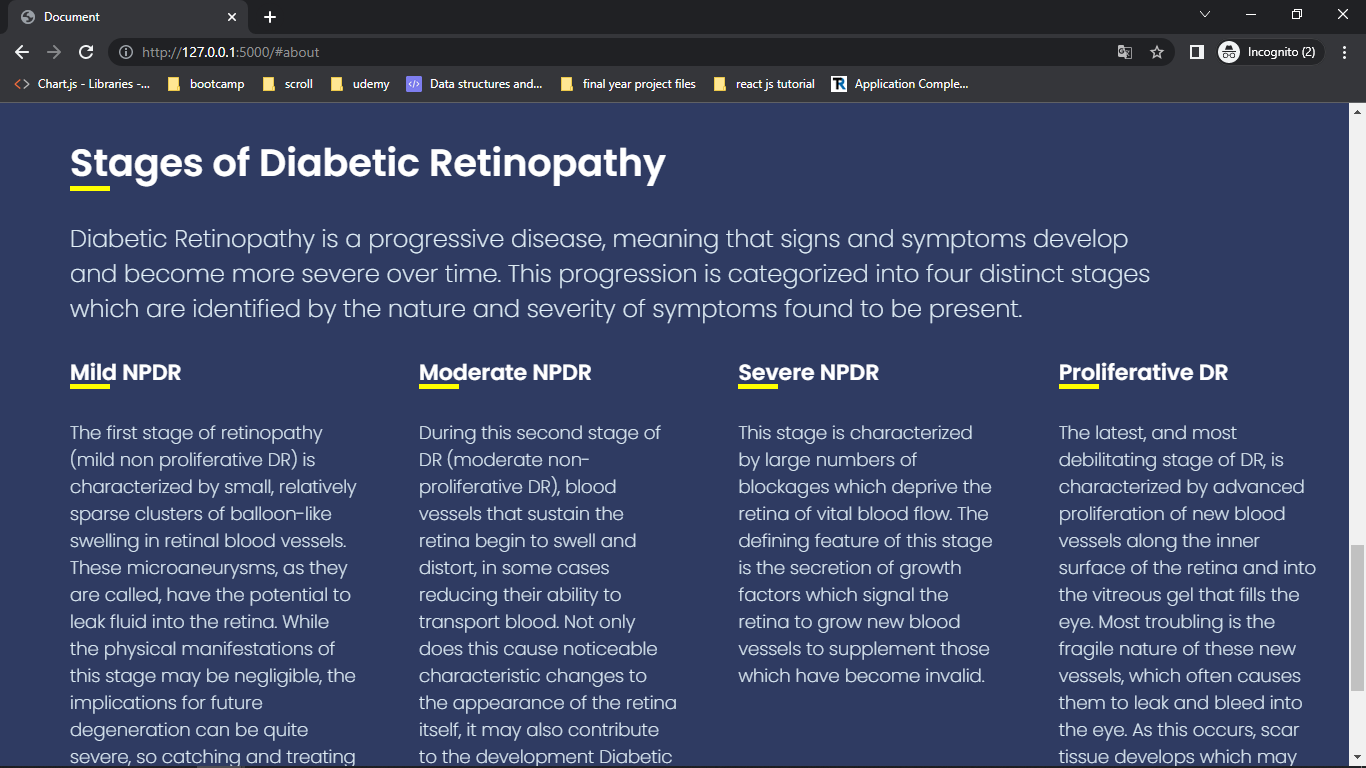 Document
http://127.0.0.1:5000/#about
Incognito (2)
Chart.js - Libraries -...
bootcamp
scroll
udemy
Data structures and...
final year project files
react js tutorial
Application Comple...
Stages of Diabetic Retinopathy
Diabetic Retinopathy is a progressive disease, meaning that signs and symptoms develop
and become more severe over time. This progression is categorized into four distinct stages
which are identified by the nature and severity of symptoms found to be present.
Mild NPDR
The first stage of retinopathy
(mild non proliferative DR) is
characterized by small, relatively
sparse clusters of balloon-like
swelling in retinal blood vessels.
These microaneurysms, as they
are called, have the potential to
leak fluid into the retina. While
the physical manifestations of
this stage may be negligible, the
implications for future
degeneration can be quite
severe, so catching and treating
Moderate NPDR
During this second stage of
DR (moderate non-
proliferative DR), blood
vessels that sustain the
retina begin to swell and
distort, in some cases
reducing their ability to
transport blood. Not only
does this cause noticeable
characteristic changes to
the appearance of the retina
itself, it may also contribute
to the development Diabetic
Severe NPDR
This stage is characterized
by large numbers of
blockages which deprive the
retina of vital blood flow. The
defining feature of this stage
is the secretion of growth
factors which signal the
retina to grow new blood
vessels to supplement those
which have become invalid.
Proliferative DR
The latest, and most
debilitating stage of DR, is
characterized by advanced
proliferation of new blood
vessels along the inner
surface of the retina and into
the vitreous gel that fills the
eye. Most troubling is the
fragile nature of these new
vessels, which often causes
them to leak and bleed into
the eye. As this occurs, scar
tissue develops which may